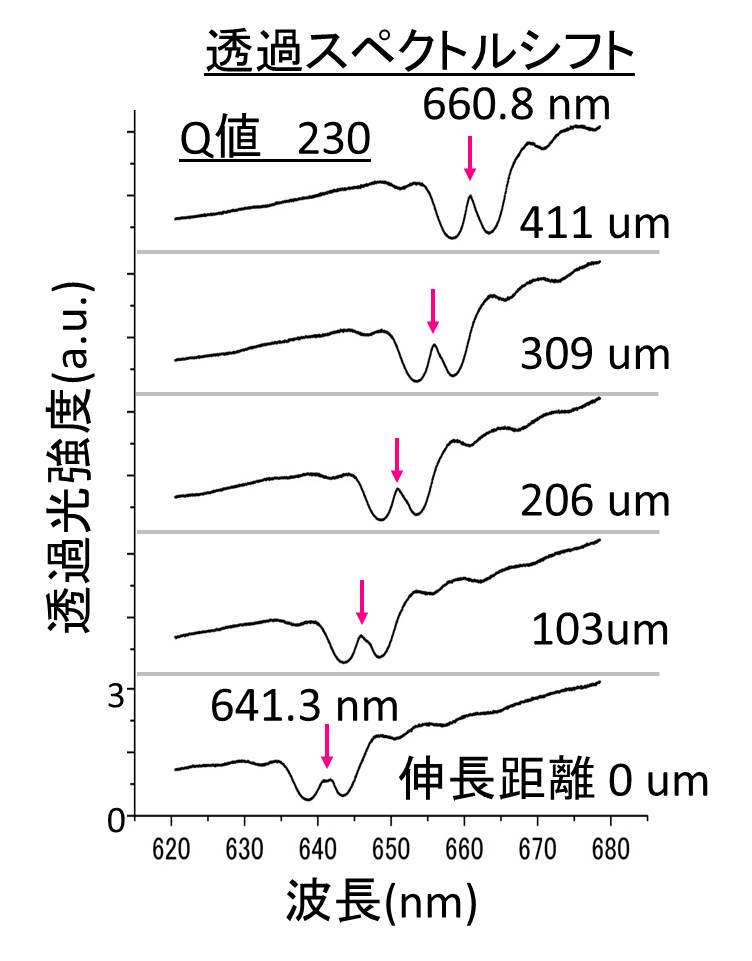 透過スペクトルシフト
660.8 nm
Q値 230
411 um
309 um
206 um
103um
641.3 nm
伸長距離 0 um
透過光強度(a.u.)
3
0
620 630 640 650 660 670 680
波長(nm)